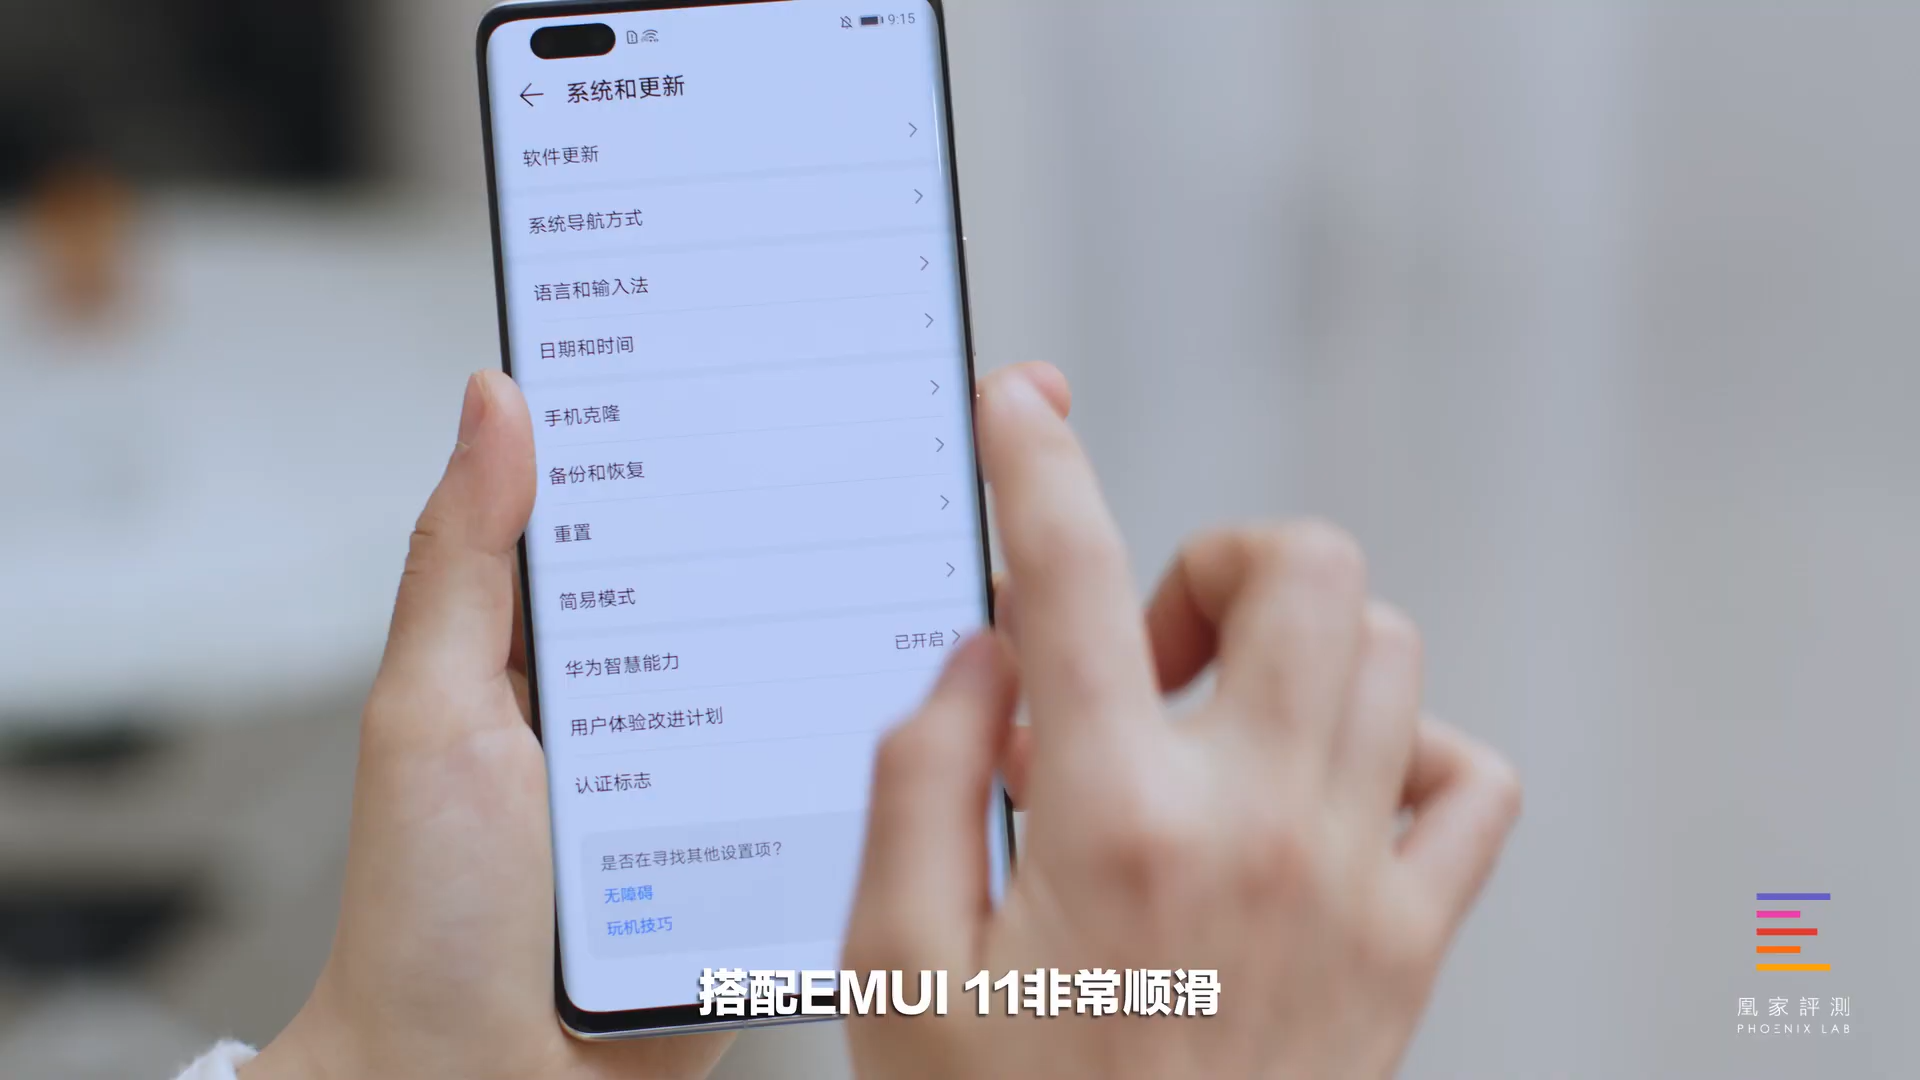 9:15
系统和更新
软件更新
系统导航方式
语言和输入法
日期和时间
手机克隆
备份和恢复
重置
简易模式
华为智慧能力 已开启
用户体验改进计划
认证标志
是否在寻找其他设置项?
无障碍
玩机技巧
搭配EMUI 11非常顺滑
凰家評測
PHOENIX LAB